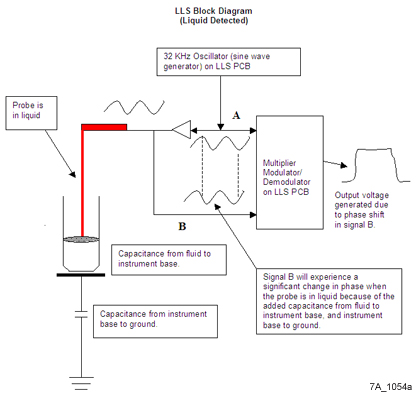 LLS Block Diagram
(Liquid Detected)
32 KHz Oscillator (sine wave
generator) on LLS PCB
Probe is
in liquid
A
Multiplier
Modulator/
Demodulator
on LLS PCB
Output voltage
generated due
to phase shift
in signal B.
B
Capacitance from fluid to
instrument base.
Signal B will experience a
significant change in phase when
the probe is in liquid because of the
added capacitance from fluid to
instrument base, and instrument
base to ground.
Capacitance from instrument
base to ground.
7A_1054a